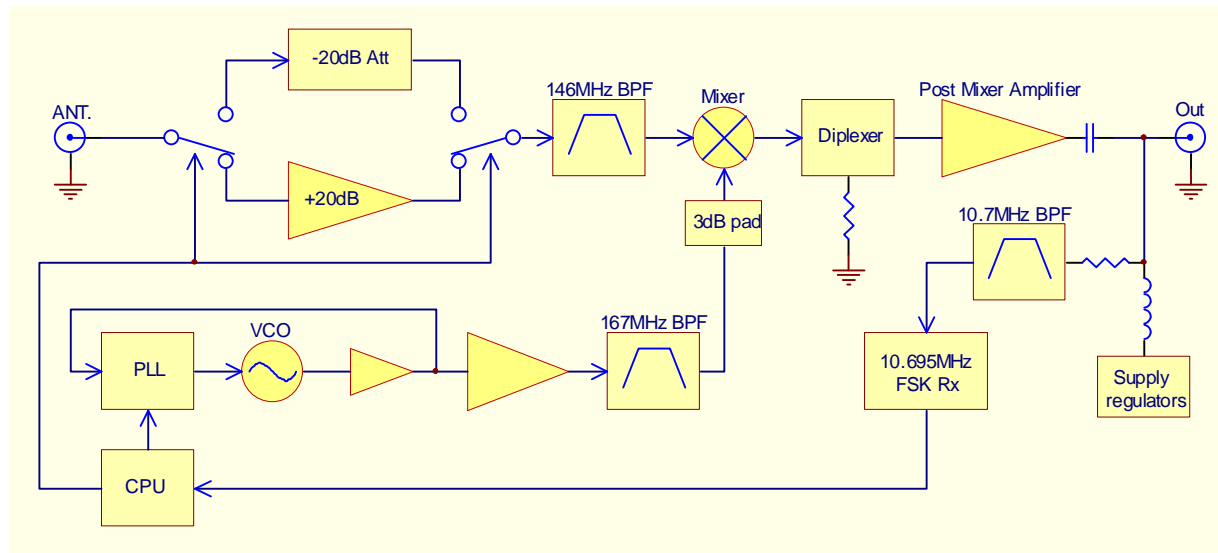 -20dB Att
ANT.
146MHz BPF
Mixer
Post Mixer Amplifier
Out
Diplexer
+20dB
3dB pad
10.7MHz BPF
VCO
167MHz BPF
PLL
10.695MHz
FSK Rx
Supply
regulators
CPU